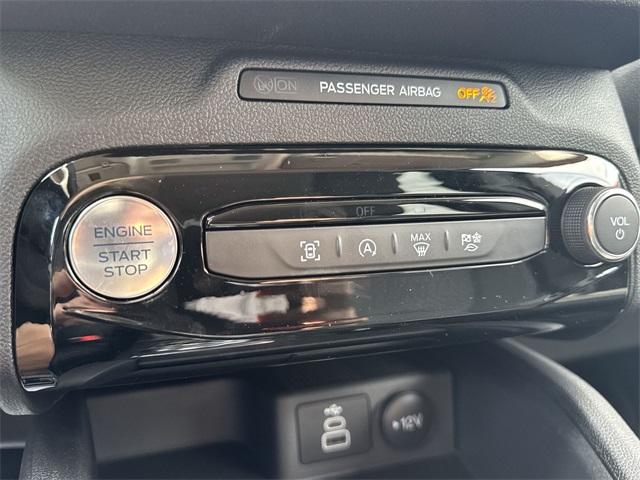 ON PASSENGER AIRBAG OFF
OFF
ENGINE
START
STOP
A
MAX
VOL
12V